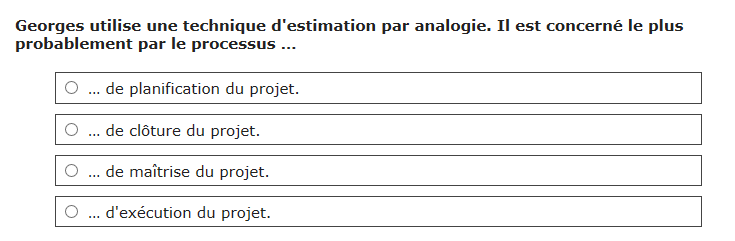 Georges utilise une technique d'estimation par analogie. Il est concerné le plus
probablement par le processus ...
... de planification du projet.
... de clôture du projet.
... de maîtrise du projet.
... d'exécution du projet.